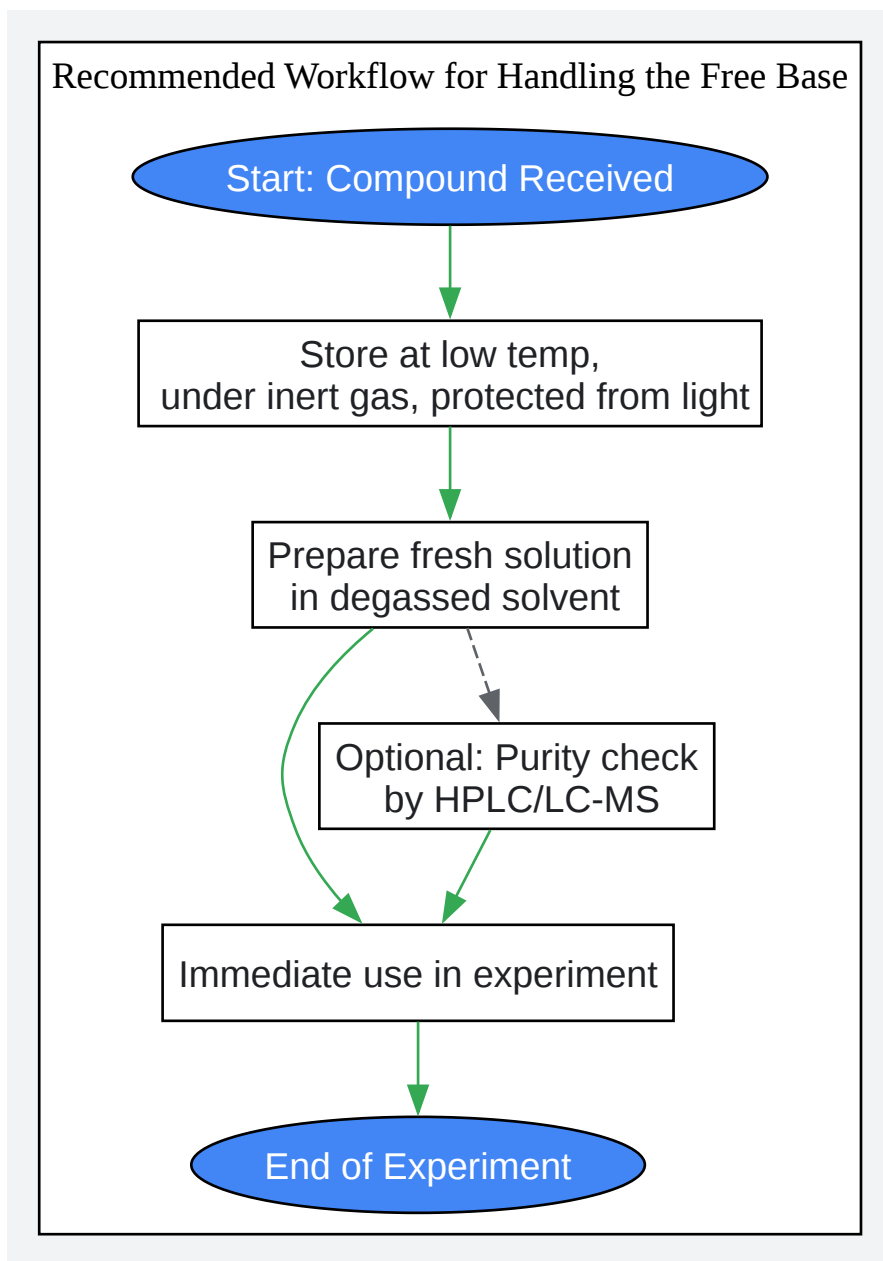 Recommended Workflow for Handling the Free Base
Start: Compound Received
Store at low temp,
under inert gas, protected from light
Prepare fresh solution
in degassed solvent
Optional: Purity check
by HPLC/LC-MS
Immediate use in experiment
End of Experiment